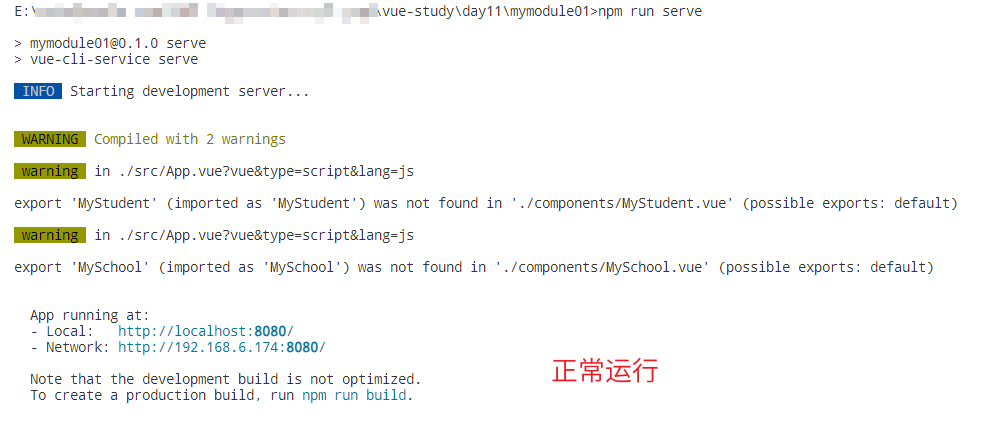 E:\ \vue-study\day11\mymodule01>npm run serve
> mymodule01@0.1.0 serve
> vue-cli-service serve
INFO Starting development server...
WARNING Compiled with 2 warnings
warning in ./src/App.vue?vue&type=script&lang=js
export 'MyStudent' (imported as 'MyStudent') was not found in './components/MyStudent.vue' (possible exports: default)
warning in ./src/App.vue?vue&type=script&lang=js
export 'MySchool' (imported as 'MySchool') was not found in './components/MySchool.vue' (possible exports: default)
App running at:
- Local: http://localhost:8080/
- Network: http://192.168.6.174:8080/
正常运行
Note that the development build is not optimized.
To create a production build, run npm run build.